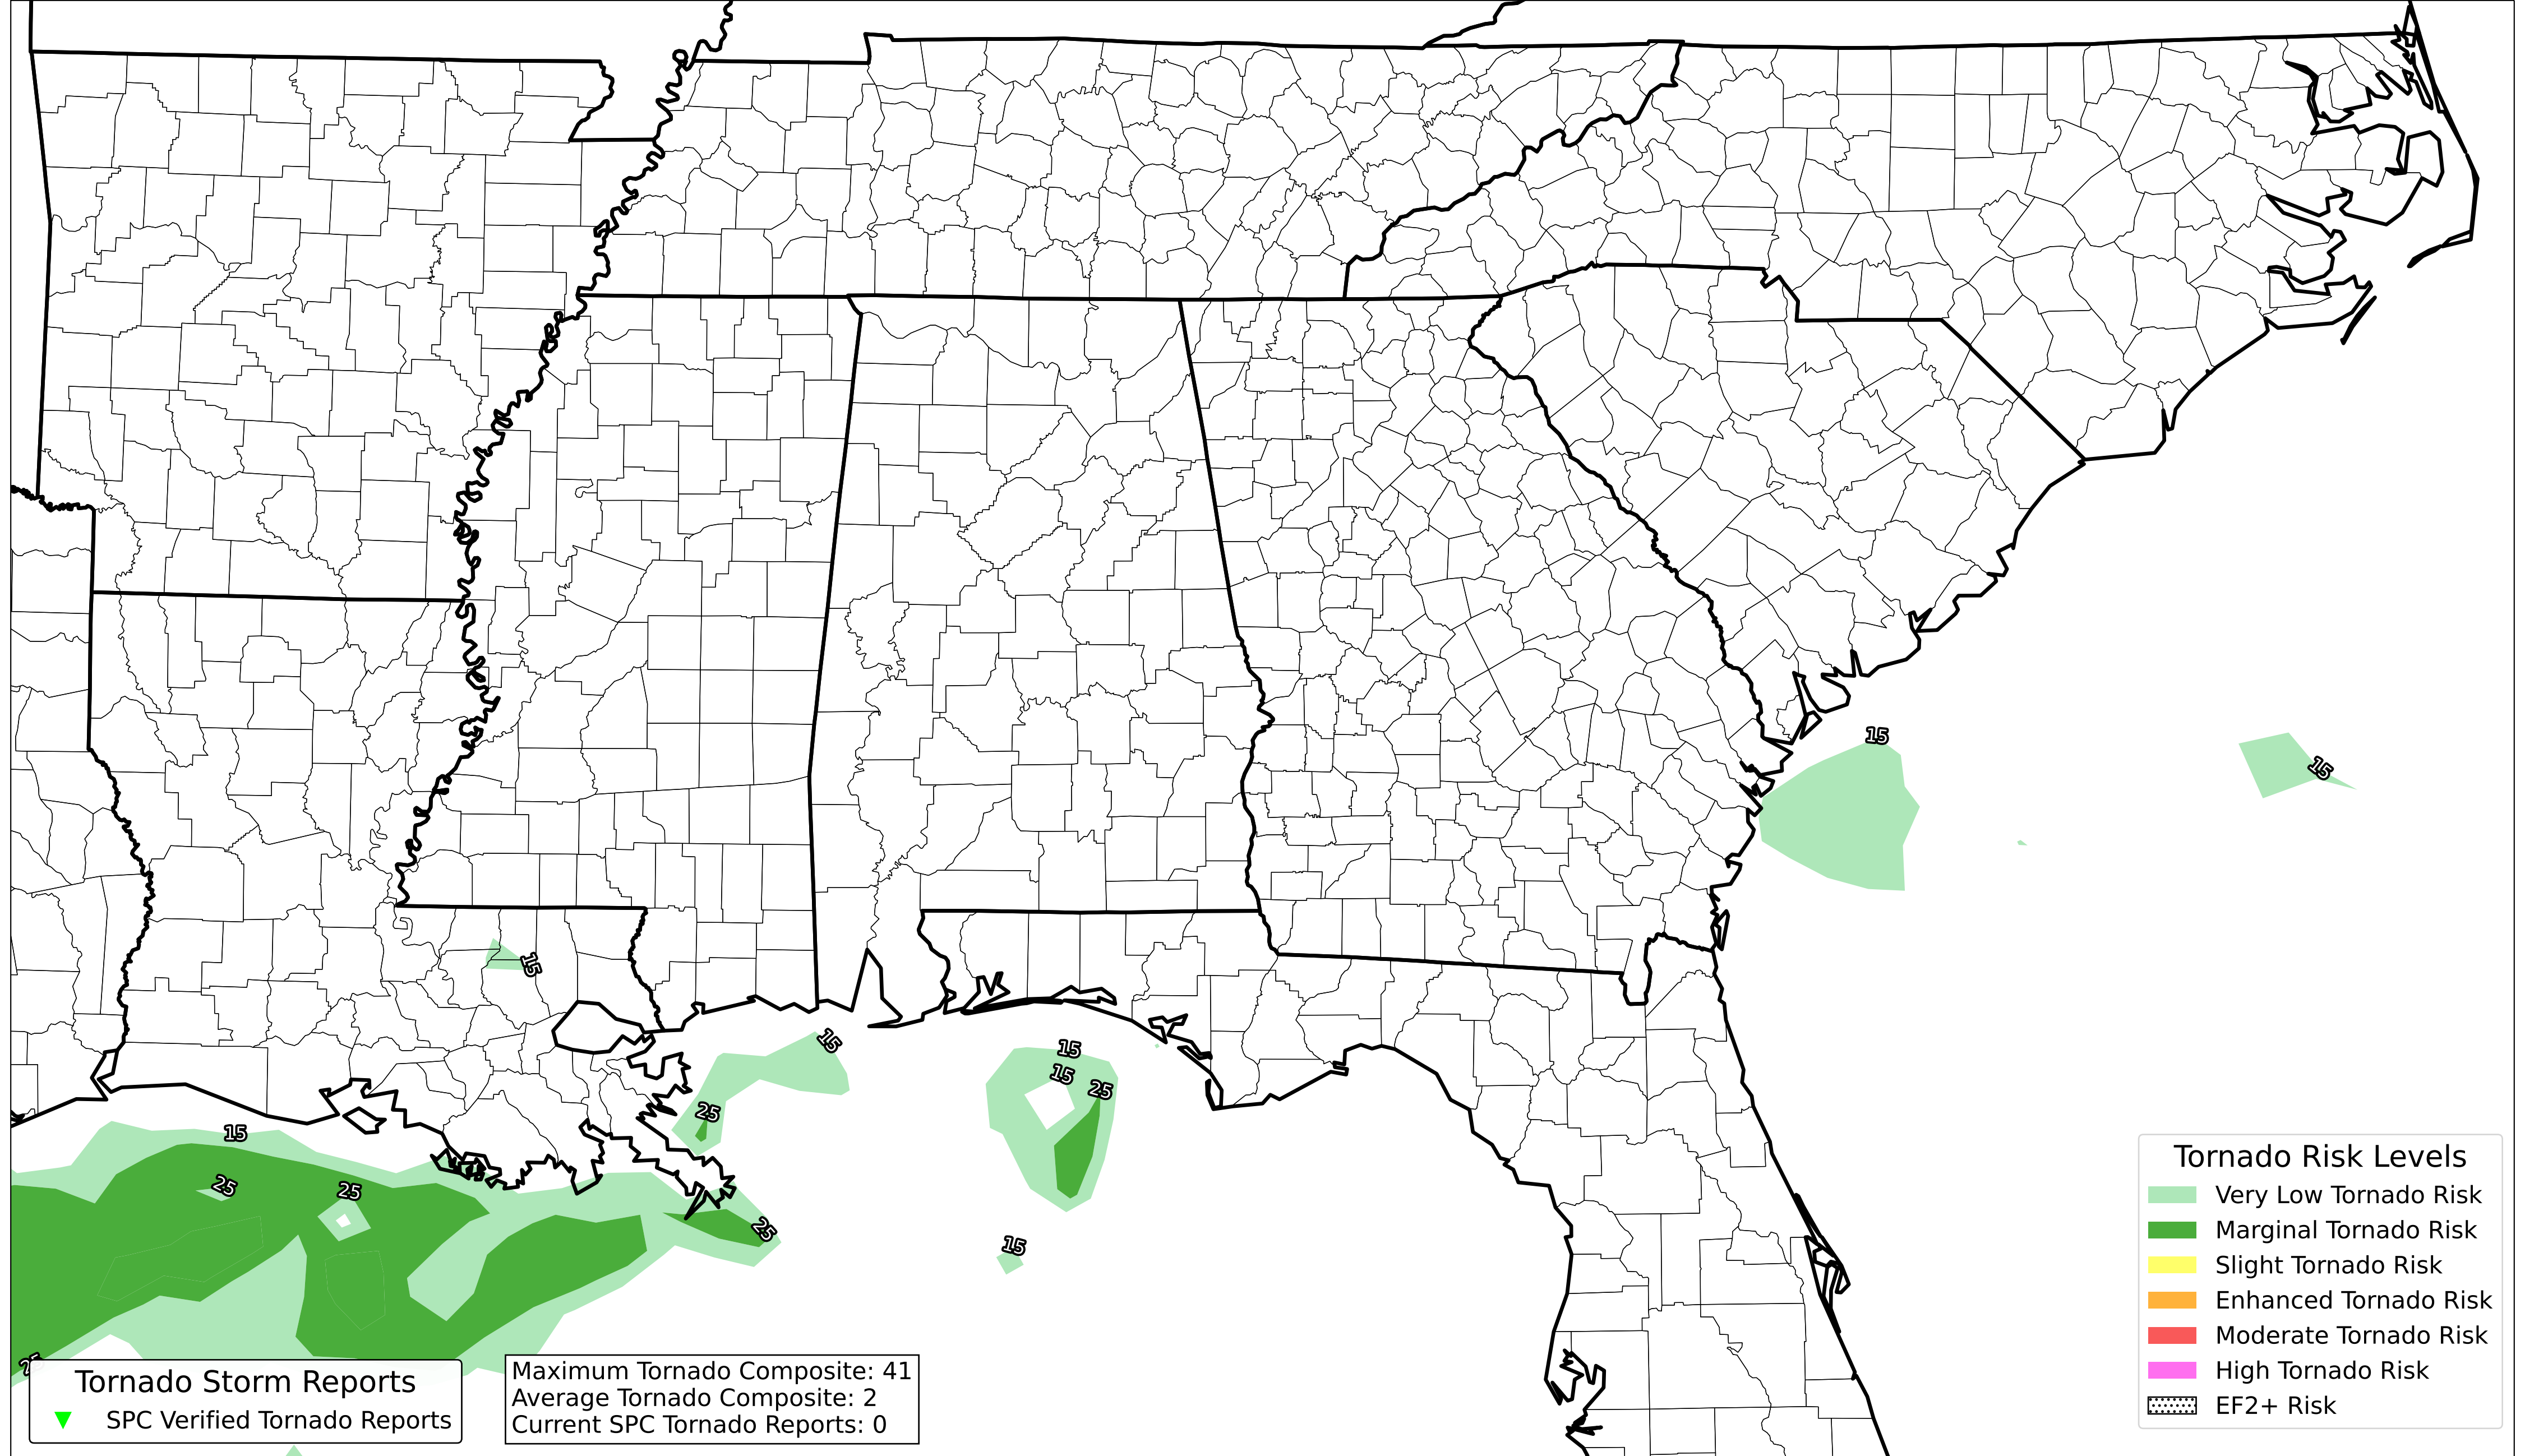 15
15
15
15
15
15
25
25
15
25
25
25
15
25
Tornado Risk Levels
Very Low Tornado Risk
Marginal Tornado Risk
Slight Tornado Risk
Enhanced Tornado Risk
Moderate Tornado Risk
High Tornado Risk
EF2+ Risk
Tornado Storm Reports
SPC Verified Tornado Reports
Maximum Tornado Composite: 41
Average Tornado Composite: 2
Current SPC Tornado Reports: 0